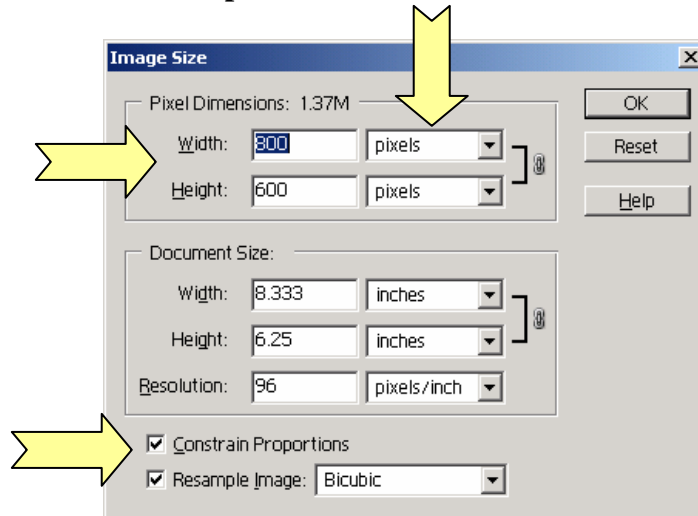 Image Size
Pixel Dimensions: 1.37M
OK
Width: 800 pixels
Reset
Height: 600 pixels
Help
Document Size:
Width: 8.333 inches
Height: 6.25 inches
Resolution: 96 pixels/inch
Constrain Proportions
Resample Image: Bicubic